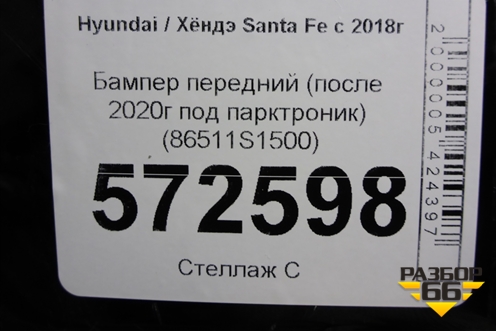 Hyundai / Хёндэ Santa Fe с 2018г
Бампер передний (после
2020г под парктроник)
(86511S1500)
572598
Стеллаж С
2000005424397
РАЗБОР
66